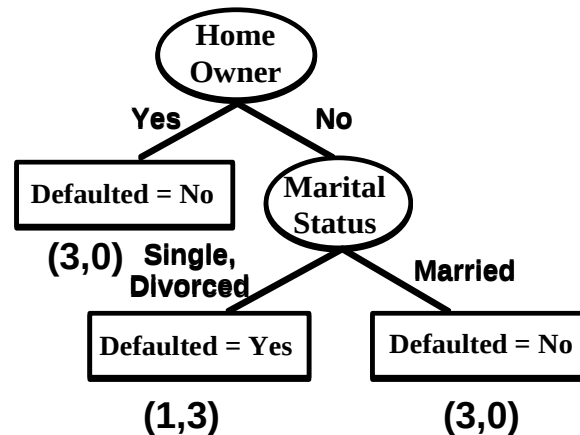 Home
Owner
Yes
No
Defaulted = No
Marital
Status
(3,0)
Single,
Divorced
Married
Defaulted = Yes
Defaulted = No
(1,3)
(3,0)